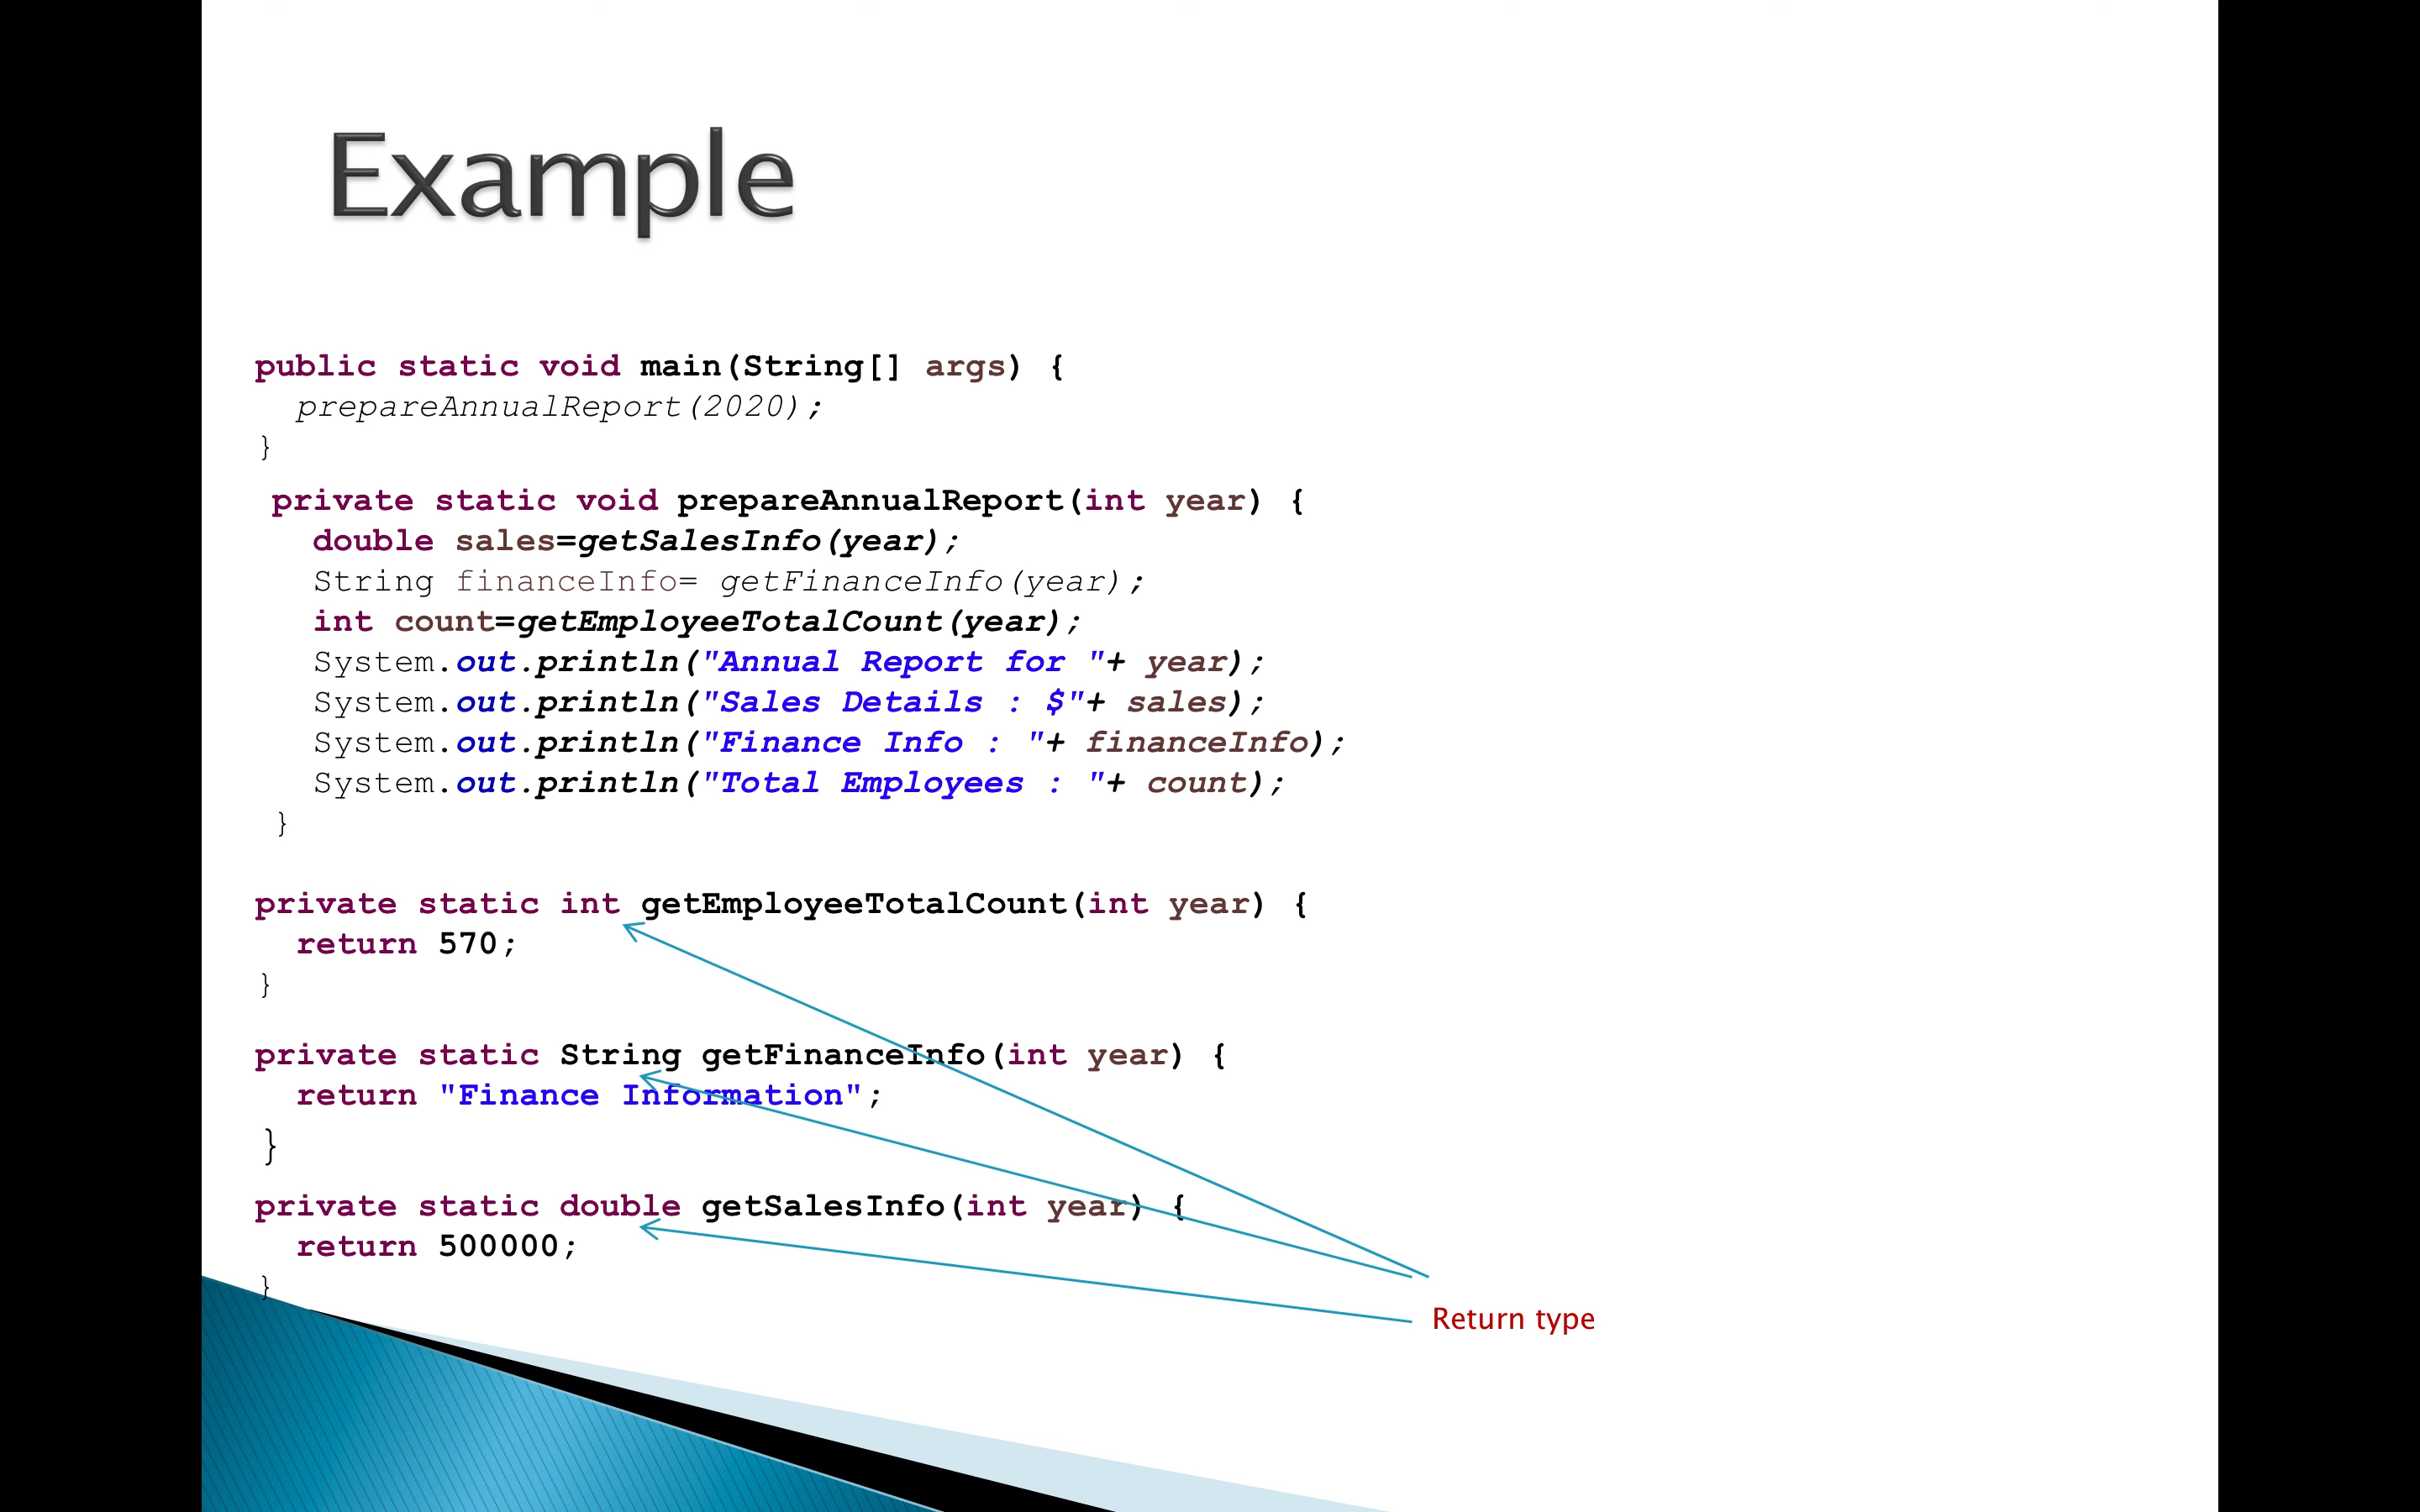 Example
public static void main(String[] args) {
prepareAnnualReport(2020);
}
private static void prepareAnnualReport(int year) {
double sales=getSalesInfo(year);
String financeInfo= getFinanceInfo(year);
int count=getEmployeeTotalCount(year);
System.out.println("Annual Report for "+ year);
System.out.println("Sales Details : $"+ sales);
System.out.println("Finance Info : "+ financeInfo);
System.out.println("Total Employees : "+ count);
}
private static int getEmployeeTotalCount(int year) {
return 570;
}
private static String getFinanceInfo(int year) {
return "Finance Information";
}
private static double getSalesInfo(int year) {
return 500000;
}
Return type